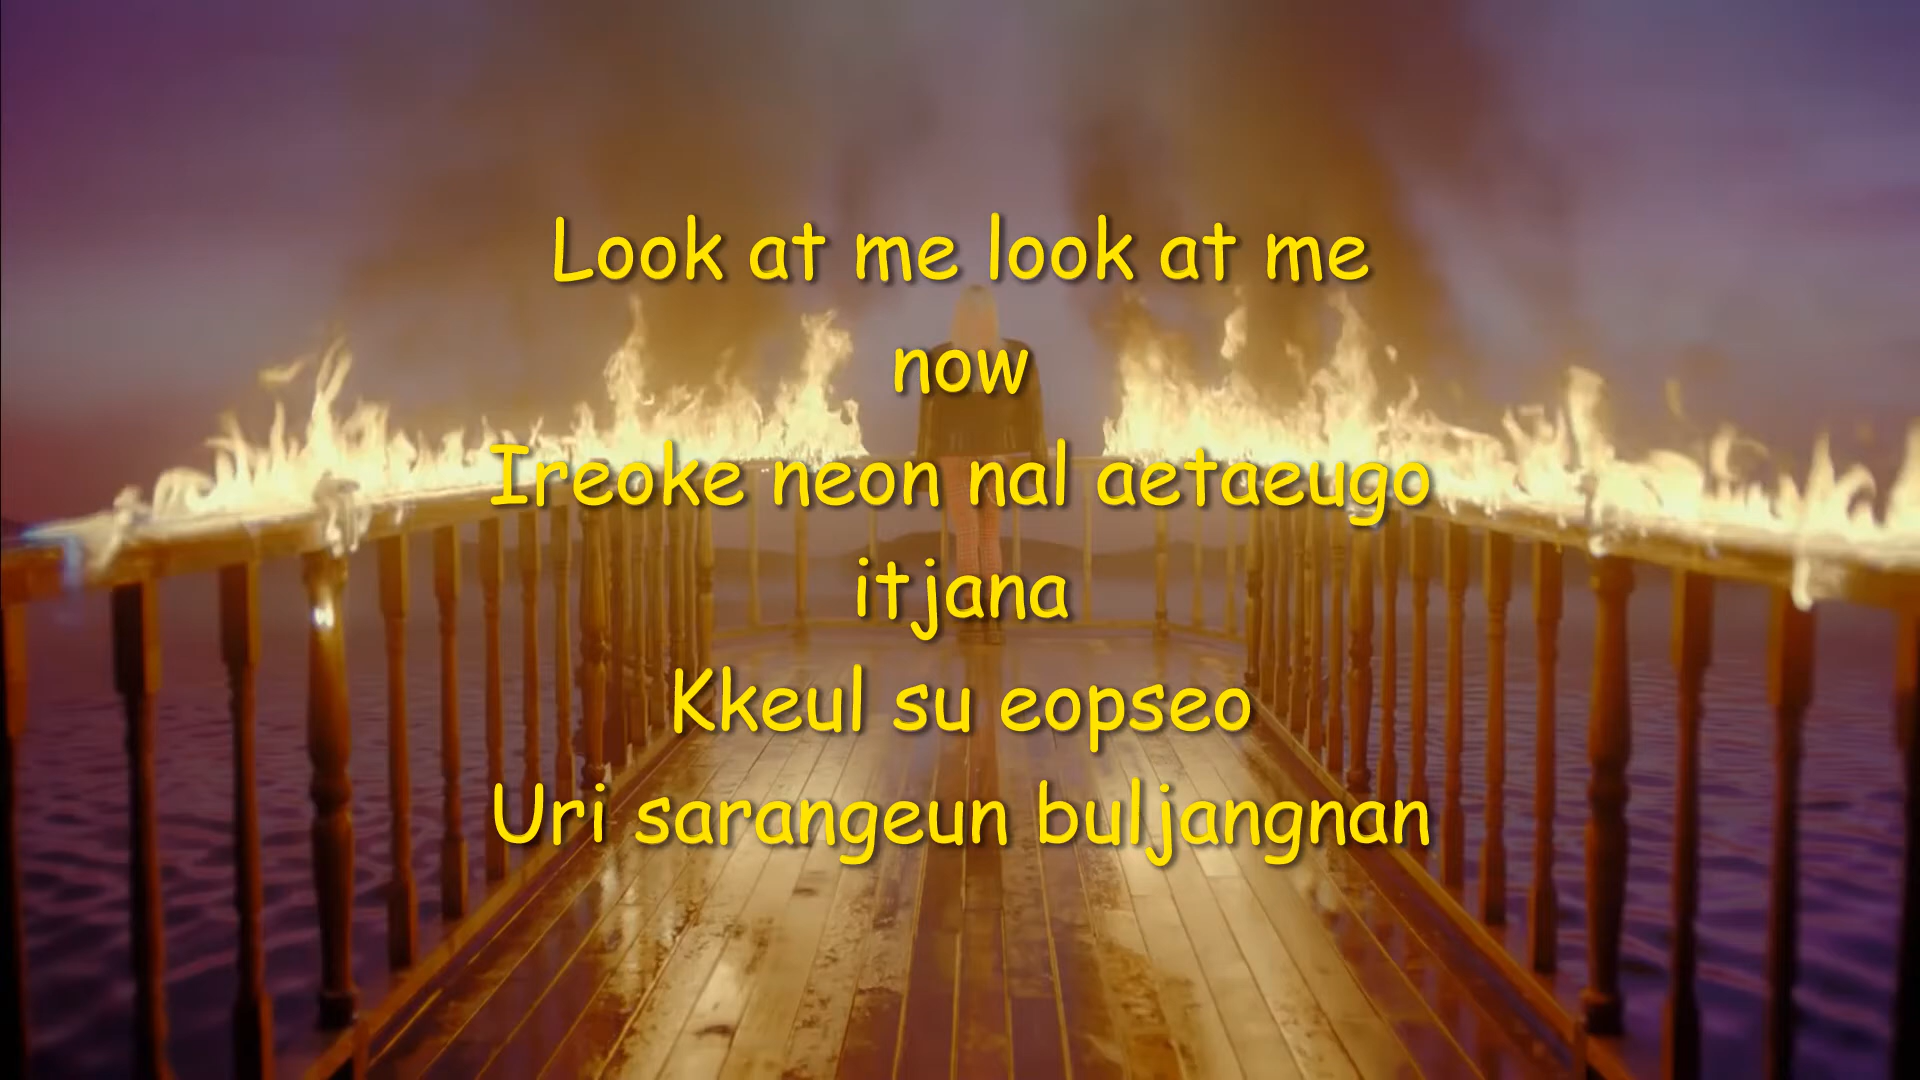 Look at me look at me
now
Ireoke neon nal aetaeugo
itjana
Kkeul su eopseo
Uri sarangeun buljangnan